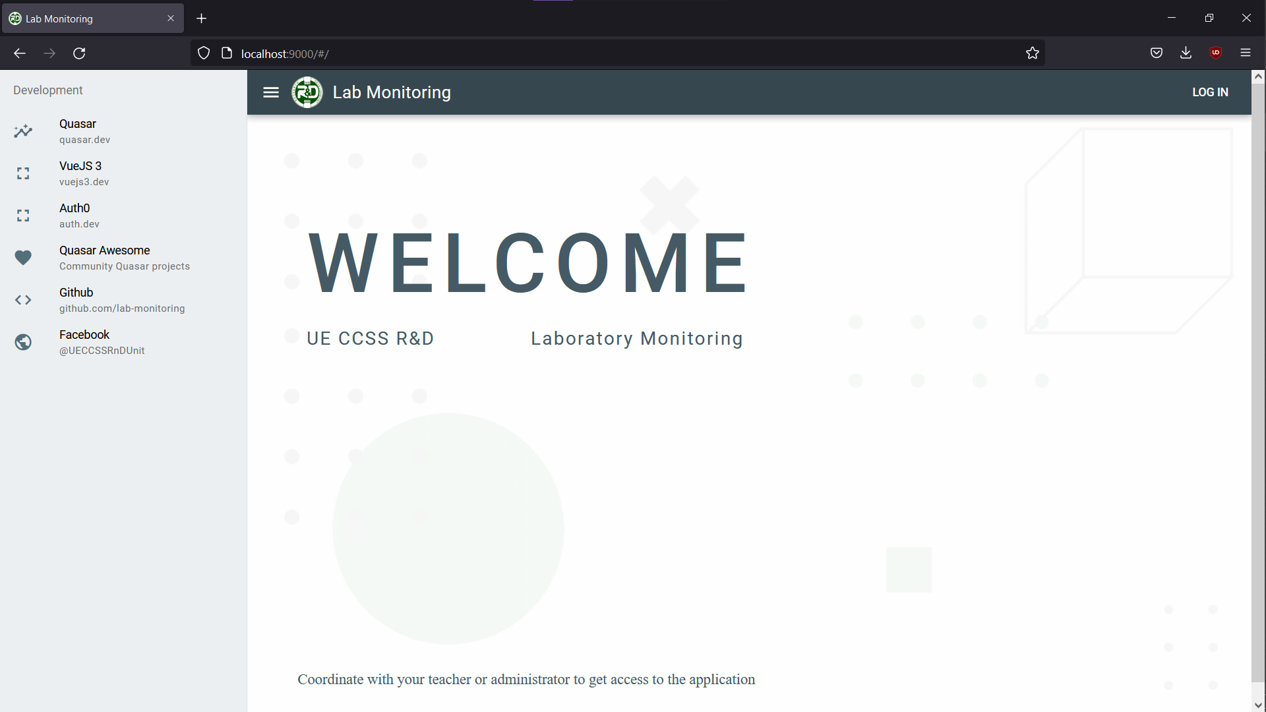 Lab Monitoring
localhost:9000/#/
Development
Quasar
quasar.dev
VueJS 3
vuejs3.dev
Auth0
auth.dev
Quasar Awesome
Community Quasar projects
Github
github.com/lab-monitoring
Facebook
@UECCSSRnDUnit
R&D
Lab Monitoring
LOG IN
WELCOME
UE CCSS R&D Laboratory Monitoring
Coordinate with your teacher or administrator to get access to the application